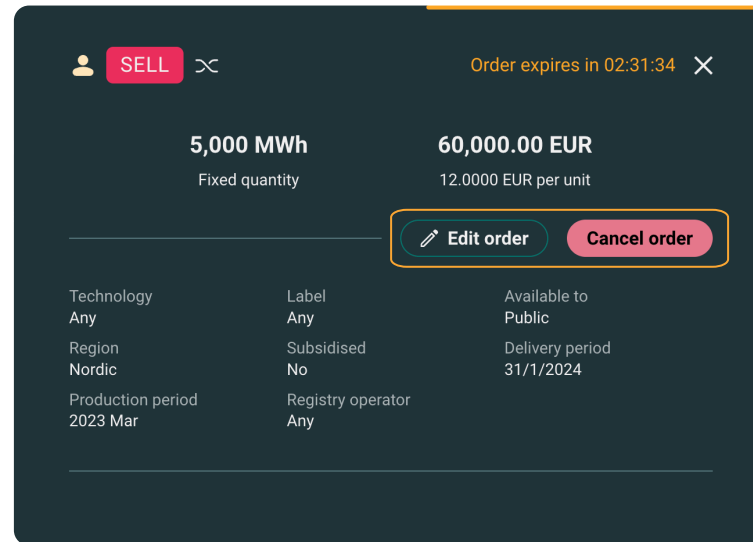 SELL
Order expires in 02:31:34
5,000 MWh
60,000.00 EUR
Fixed quantity
12.0000 EUR per unit
Edit order
Cancel order
Technology
Label
Available to
Any
Any
Public
Region
Subsidised
Delivery period
Nordic
No
31/1/2024
Production period
Registry operator
2023 Mar
Any